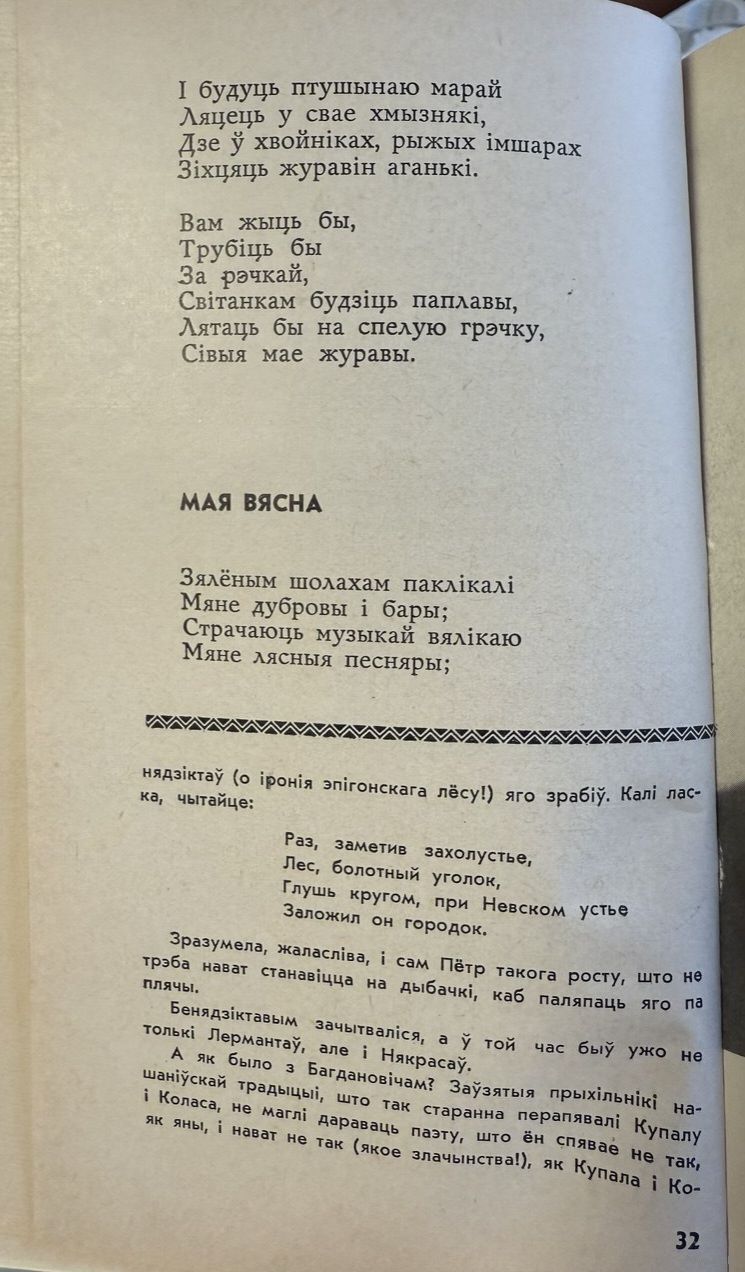 І будуць птушынаю марай
Ляцець у свае хмызнякі,
Дзе ў хвойніках, рыжых імшарах
Зіхцяць журавін аганькі.
Вам жыць бы,
Трубіць бы
За рэчкай,
Світанкам будзіць паплавы,
Лятаць бы на спелую грэчку,
Сівыя мае журавы.
МАЯ ВЯСНА
Зялёным шолахам паклікалі
Мяне дубровы і бары;
Страчаюць музыкай вялікаю
Мяне лясныя песняры;
нядзіктаў (о іронія эпігонскага лёсу!) яго зрабіў. Калі лас-
ка, чытайце:
Раз, заметив захолустье,
Лес, болотный уголок,
Глушь кругом, при Невском устье
Заложил он городок.
Зразумела, жаласліва, і сам Пётр такога росту, што не
трэба нават станавіцца на дыбачкі, каб паляпаць яго па
плячы.
Бенядзіктавым зачытваліся, а ў той час быў ужо не
толькі Лермантаў, але і Някрасаў.
А як было з Багдановічам? Заўзятыя прыхільнікі на-
шаніўскай традыцыі, што так старанна перапявалі Купалу
і Коласа, не маглі дараваць паэту, што ён спявае не так,
як яны, і нават не так (якое злачынства!), як Купала і Ко-
32